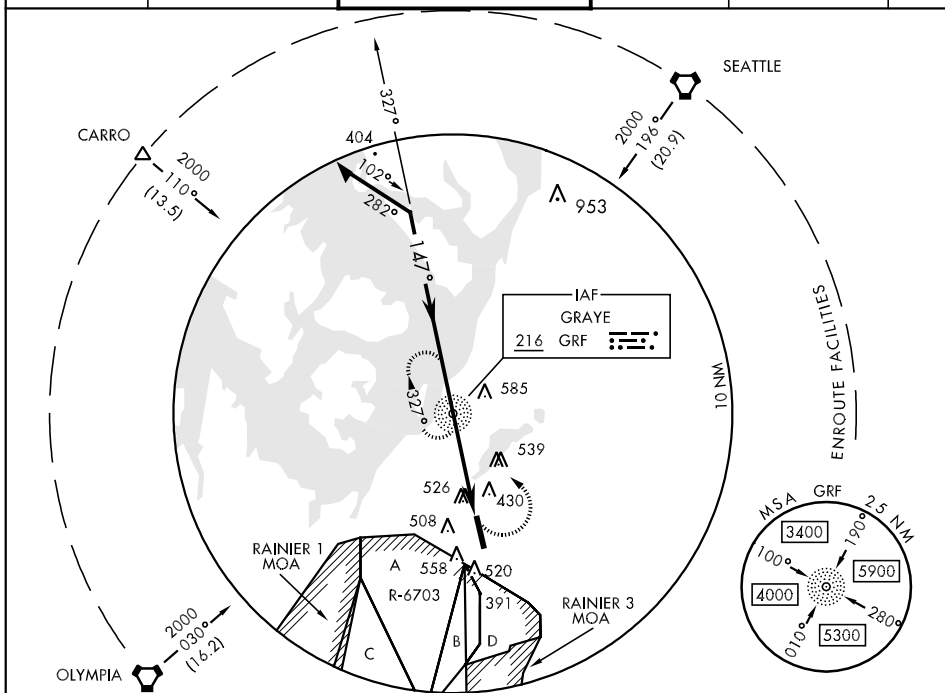 SEATTLE
2000
196°
(20.9)
327°
CARRO
2000
110°
(13.5)
404
102°
282°
953
147°
IAF
GRAYE
216 GRF
ENROUTE FACILITIES
10 NM
585
327°
539
526
430
508
558
520
RAINIER 1
MOA
A
R-6703
391
RAINIER 3
MOA
C
B
D
2000
030°
(16.2)
OLYMPIA
MSA GRF 25 NM
3400
190°
100°
5900
4000
280°
010°
5300